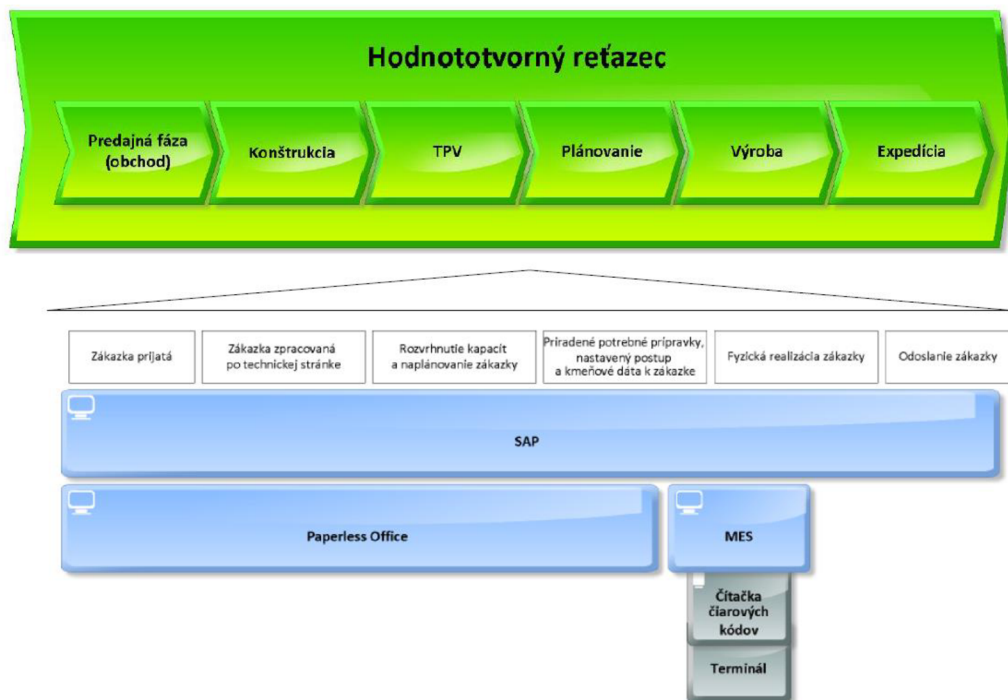 Hodnototvorný reťazec
Predajná fáza
(obchod)
Konštrukcia
TPV
Plánovanie
Výroba
Expedícia
Zákazka prijatá
Zákazka zpracovaná
po technickej stránke
Rozvrhnutie kapacít
a naplánovanie zákazky
Priradené potrebné prípravky,
nastavený postup
a kmeňové dáta k zákazke
Fyzická realizácia zákazky
Odoslanie zákazky
SAP
Paperless Office
MES
Čítačka
čiarových
kódov
Terminál